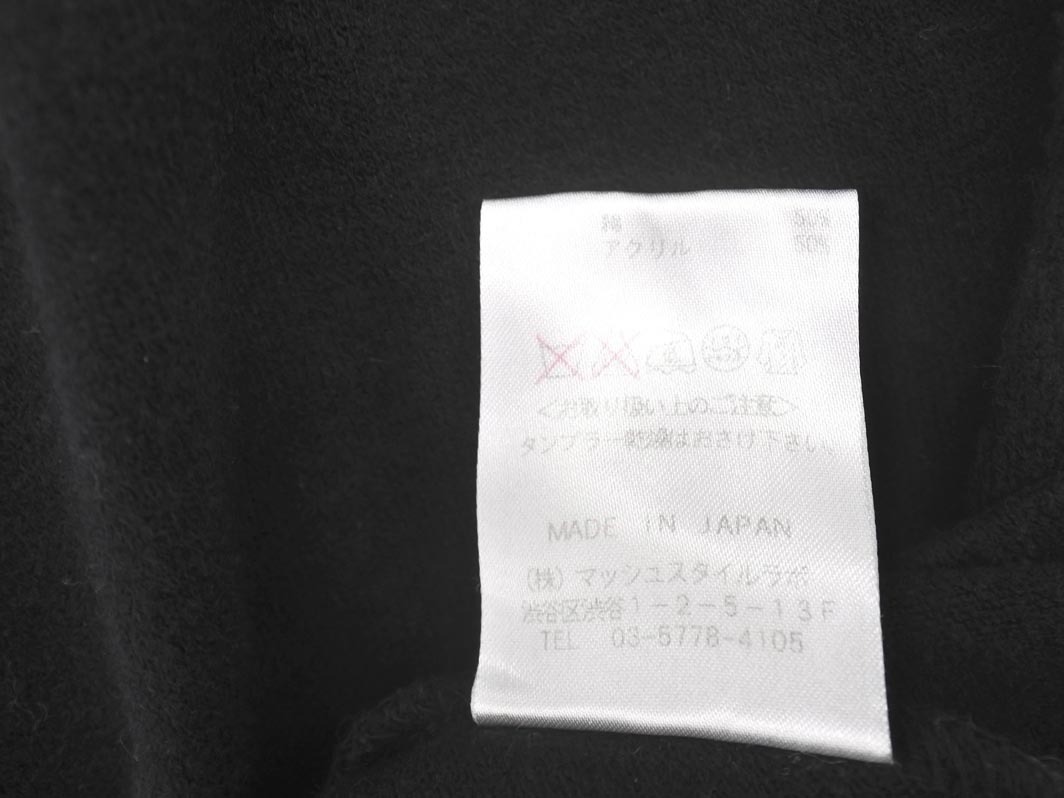 綿 50%
アクリル 50%
<お取り扱い上のご注意>
タンブラー乾燥はおさけ下さい。
MADE IN JAPAN
(株)マッシュスタイルラボ
渋谷区渋谷1-2-5-13F
TEL 03-5778-4105